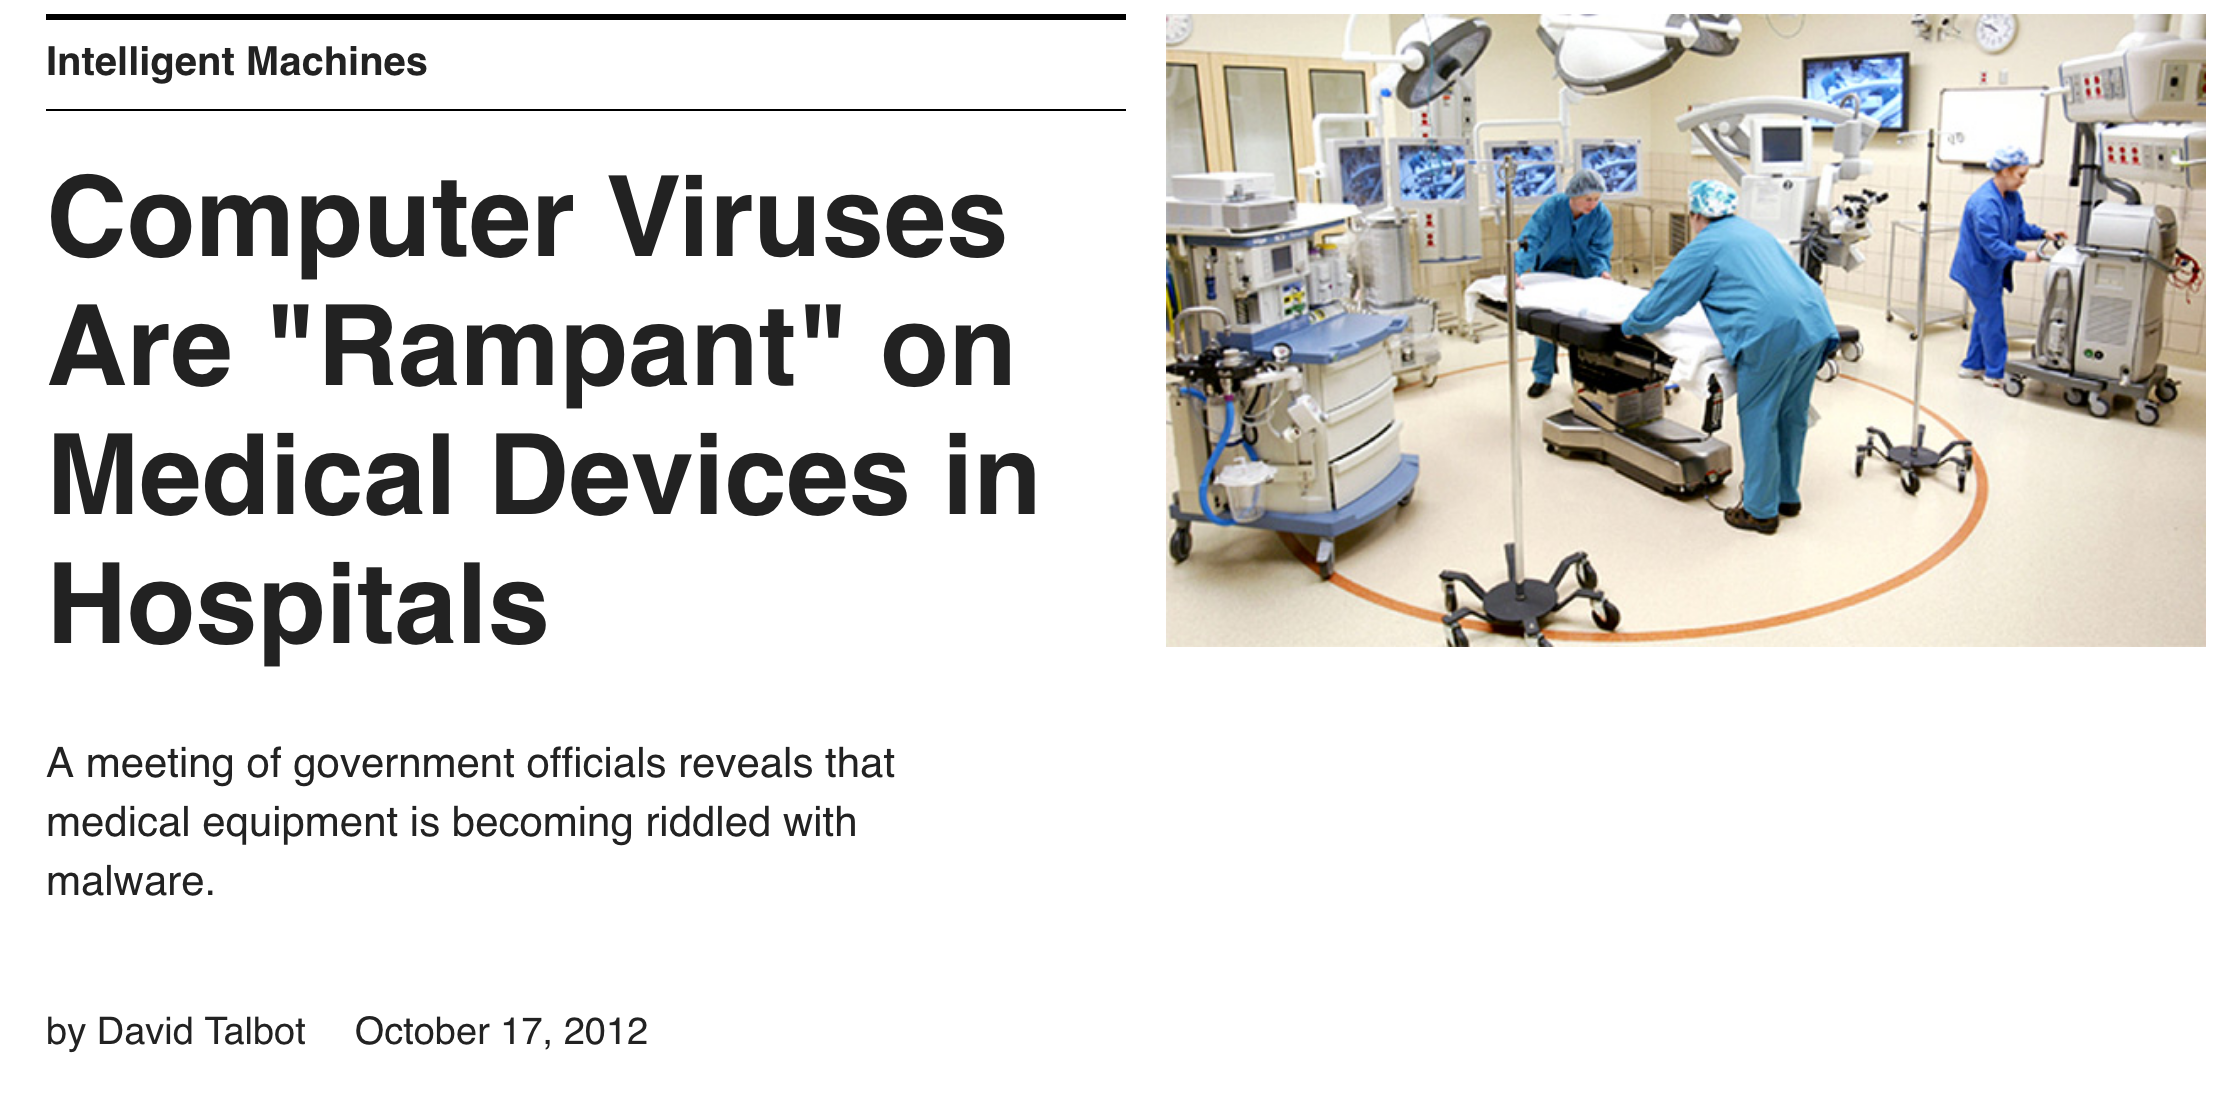 Intelligent Machines
Computer Viruses
Are "Rampant" on
Medical Devices in
Hospitals
A meeting of government officials reveals that
medical equipment is becoming riddled with
malware.
by David Talbot October 17, 2012